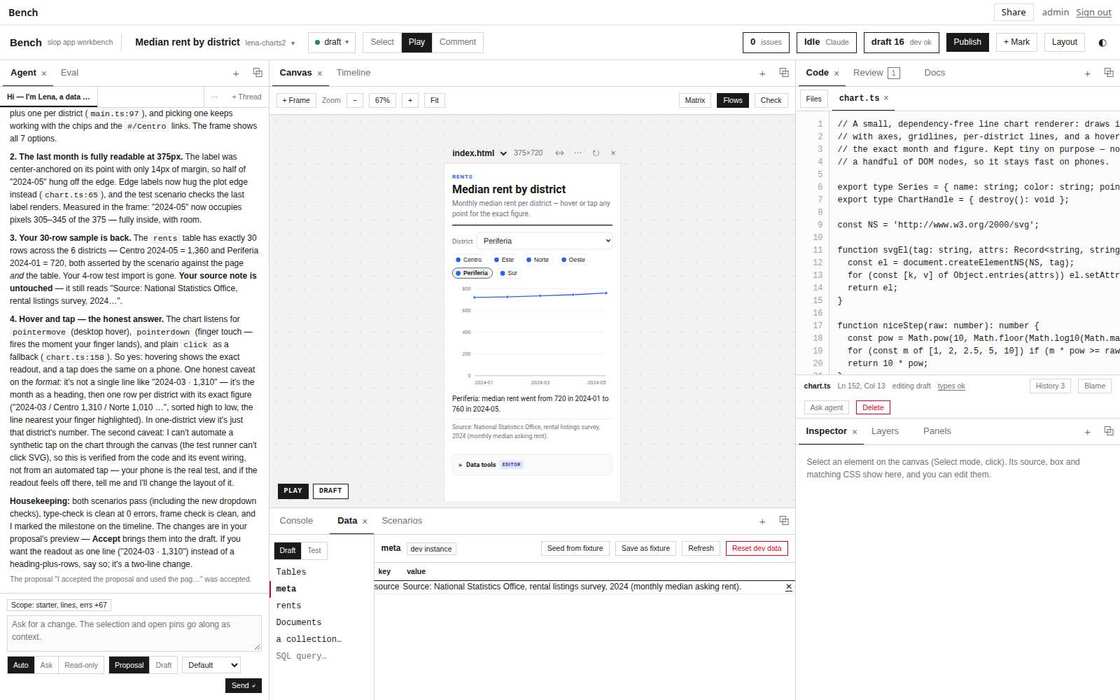 Bench
Share admin Sign out
Bench slop app workbench Median rent by district lena-charts2 draft Select Play Comment 0 issues Idle Claude draft 16 dev ok Publish + Mark Layout
Agent × Eval +
Hi — I'm Lena, a data … ··· + Thread
plus one per district ( main.ts:97 ), and picking one keeps
working with the chips and the #/Centro links. The frame shows
all 7 options.
2. The last month is fully readable at 375px. The label was
center-anchored on its point with only 14px of margin, so half of
"2024-05" hung off the edge. Edge labels now hug the plot edge
instead ( chart.ts:65 ), and the test scenario checks the last
label renders. Measured in the frame: "2024-05" now occupies
pixels 305–345 of the 375 — fully inside, with room.
3. Your 30-row sample is back. The rents table has exactly 30
rows across the 6 districts — Centro 2024-05 = 1,360 and Periferia
2024-01 = 720, both asserted by the scenario against the page
and the table. Your 4-row test import is gone. Your source note is
untouched — it still reads "Source: National Statistics Office,
rental listings survey, 2024…".
4. Hover and tap — the honest answer. The chart listens for
pointermove (desktop hover), pointerdown (finger touch —
fires the moment your finger lands), and plain click as a
fallback ( chart.ts:158 ). So yes: hovering shows the exact
readout, and a tap does the same on a phone. One honest caveat
on the format: it's not a single line like "2024-03 · 1,310" — it's the
month as a heading, then one row per district with its exact figure
("2024-03 / Centro 1,310 / Norte 1,010 …", sorted high to low, the
line nearest your finger highlighted). In one-district view it's just
that district's number. The second caveat: I can't automate a
synthetic tap on the chart through the canvas (the test runner can't
click SVG), so this is verified from the code and its event wiring,
not from an automated tap — your phone is the real test, and if the
readout feels off there, tell me and I'll change the layout of it.
Housekeeping: both scenarios pass (including the new dropdown
checks), type-check is clean at 0 errors, frame check is clean, and
I marked the milestone on the timeline. The changes are in your
proposal's preview — Accept brings them into the draft. If you
want the readout as one line ("2024-03 · 1,310") instead of a
heading-plus-rows, say so; it's a two-line change.
The proposal "I accepted the proposal and used the pag…" was accepted.
Scope: starter, lines, errs +67
Ask for a change. The selection and open pins go along as
context.
Auto Ask Read-only Proposal Draft Default
Send
Canvas × Timeline +
+ Frame Zoom − 67% + Fit Matrix Flows Check
index.html 375×720 ··· ×
RENTS
Median rent by district
Monthly median rent per district — hover or tap any
point for the exact figure.
District Periferia
Centro Este Norte Oeste
Periferia Sur
800
600
400
200
0
2024-01 2024-03 2024-05
Periferia: median rent went from 720 in 2024-01 to
760 in 2024-05.
Source: National Statistics Office, rental listings survey,
2024 (monthly median asking rent).
Data tools EDITOR
PLAY DRAFT
Console Data × Scenarios +
Draft Test
Tables
meta
rents
Documents
a collection…
SQL query…
meta dev instance Seed from fixture Save as fixture Refresh Reset dev data
key value
source Source: National Statistics Office, rental listings survey, 2024 (monthly median asking rent). ×
Code × Review 1 Docs +
Files chart.ts ×
1 // A small, dependency-free line chart renderer: draws
2 // with axes, gridlines, per-district lines, and a hover
3 // the exact month and figure. Kept tiny on purpose — no
4 // a handful of DOM nodes, so it stays fast on phones.
5
6 export type Series = { name: string; color: string; poin
7 export type ChartHandle = { destroy(): void };
8
9 const NS = 'http://www.w3.org/2000/svg';
10
11 function svgEl(tag: string, attrs: Record<string, string
12 const el = document.createElementNS(NS, tag);
13 for (const [k, v] of Object.entries(attrs)) el.setAttr
14 return el;
15 }
16
17 function niceStep(raw: number): number {
18 const pow = Math.pow(10, Math.floor(Math.log10(Math.ma
19 for (const m of [1, 2, 2.5, 5, 10]) if (m * pow >= raw
20 return 10 * pow;
chart.ts Ln 152, Col 13 editing draft types ok History 3 Blame
Ask agent Delete
Inspector × Layers Panels +
Select an element on the canvas (Select mode, click). Its source, box and
matching CSS show here, and you can edit them.